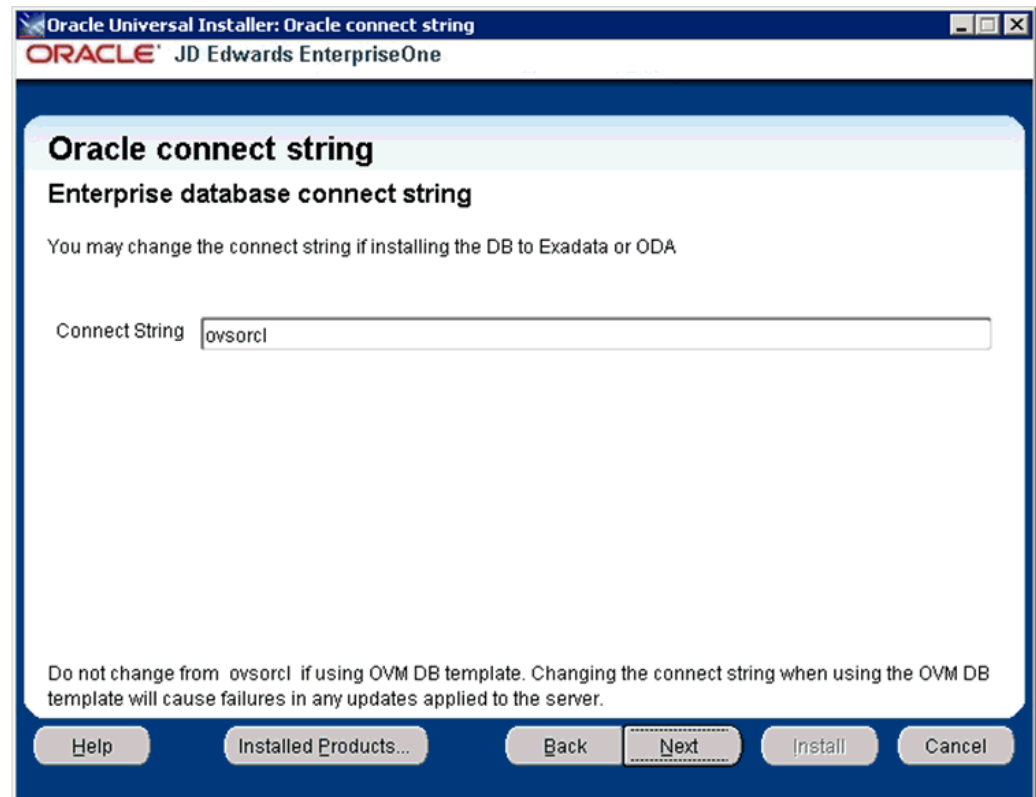 Oracle Universal Installer: Oracle connect string
ORACLE® JD Edwards EnterpriseOne
Oracle connect string
Enterprise database connect string
You may change the connect string if installing the DB to Exadata or ODA
Connect String ovsorcl
Do not change from ovsorcl if using OVM DB template. Changing the connect string when using the OVM DB
template will cause failures in any updates applied to the server.
Help Installed Products... Back Next Install Cancel